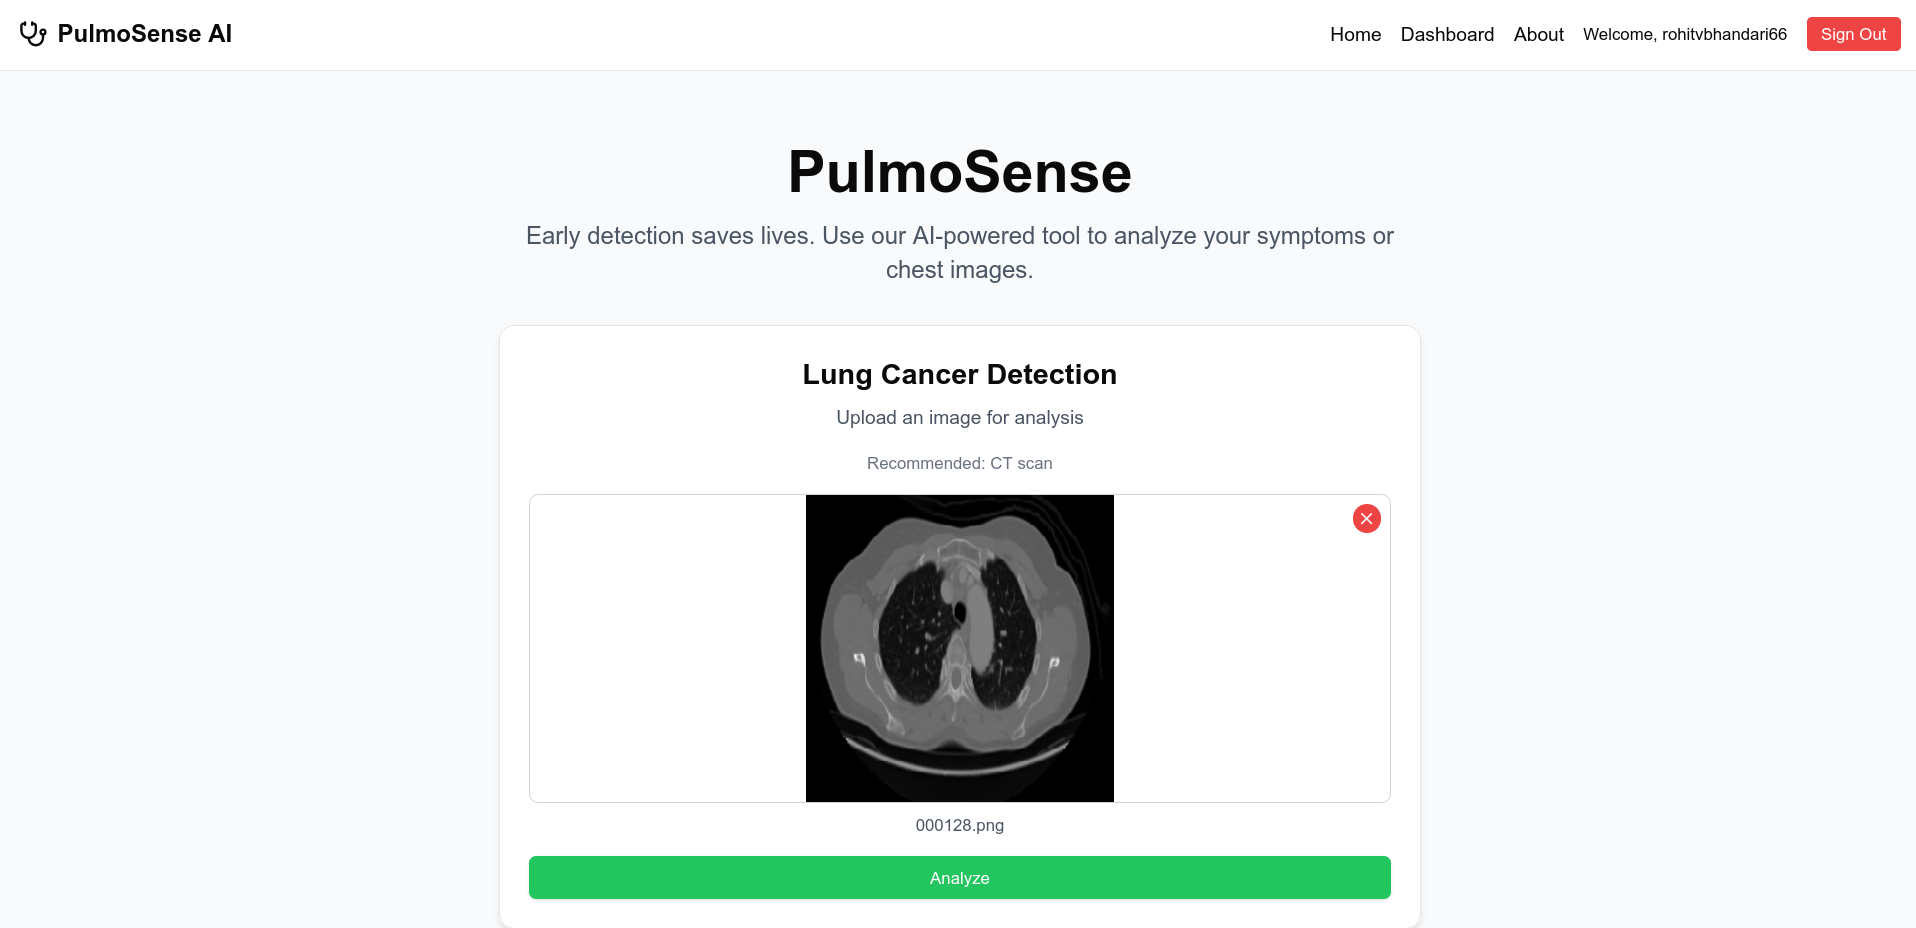 PulmoSense AI
Home Dashboard About Welcome, rohitvbhandari66 Sign Out
PulmoSense
Early detection saves lives. Use our AI-powered tool to analyze your symptoms or
chest images.
Lung Cancer Detection
Upload an image for analysis
Recommended: CT scan
000128.png
Analyze